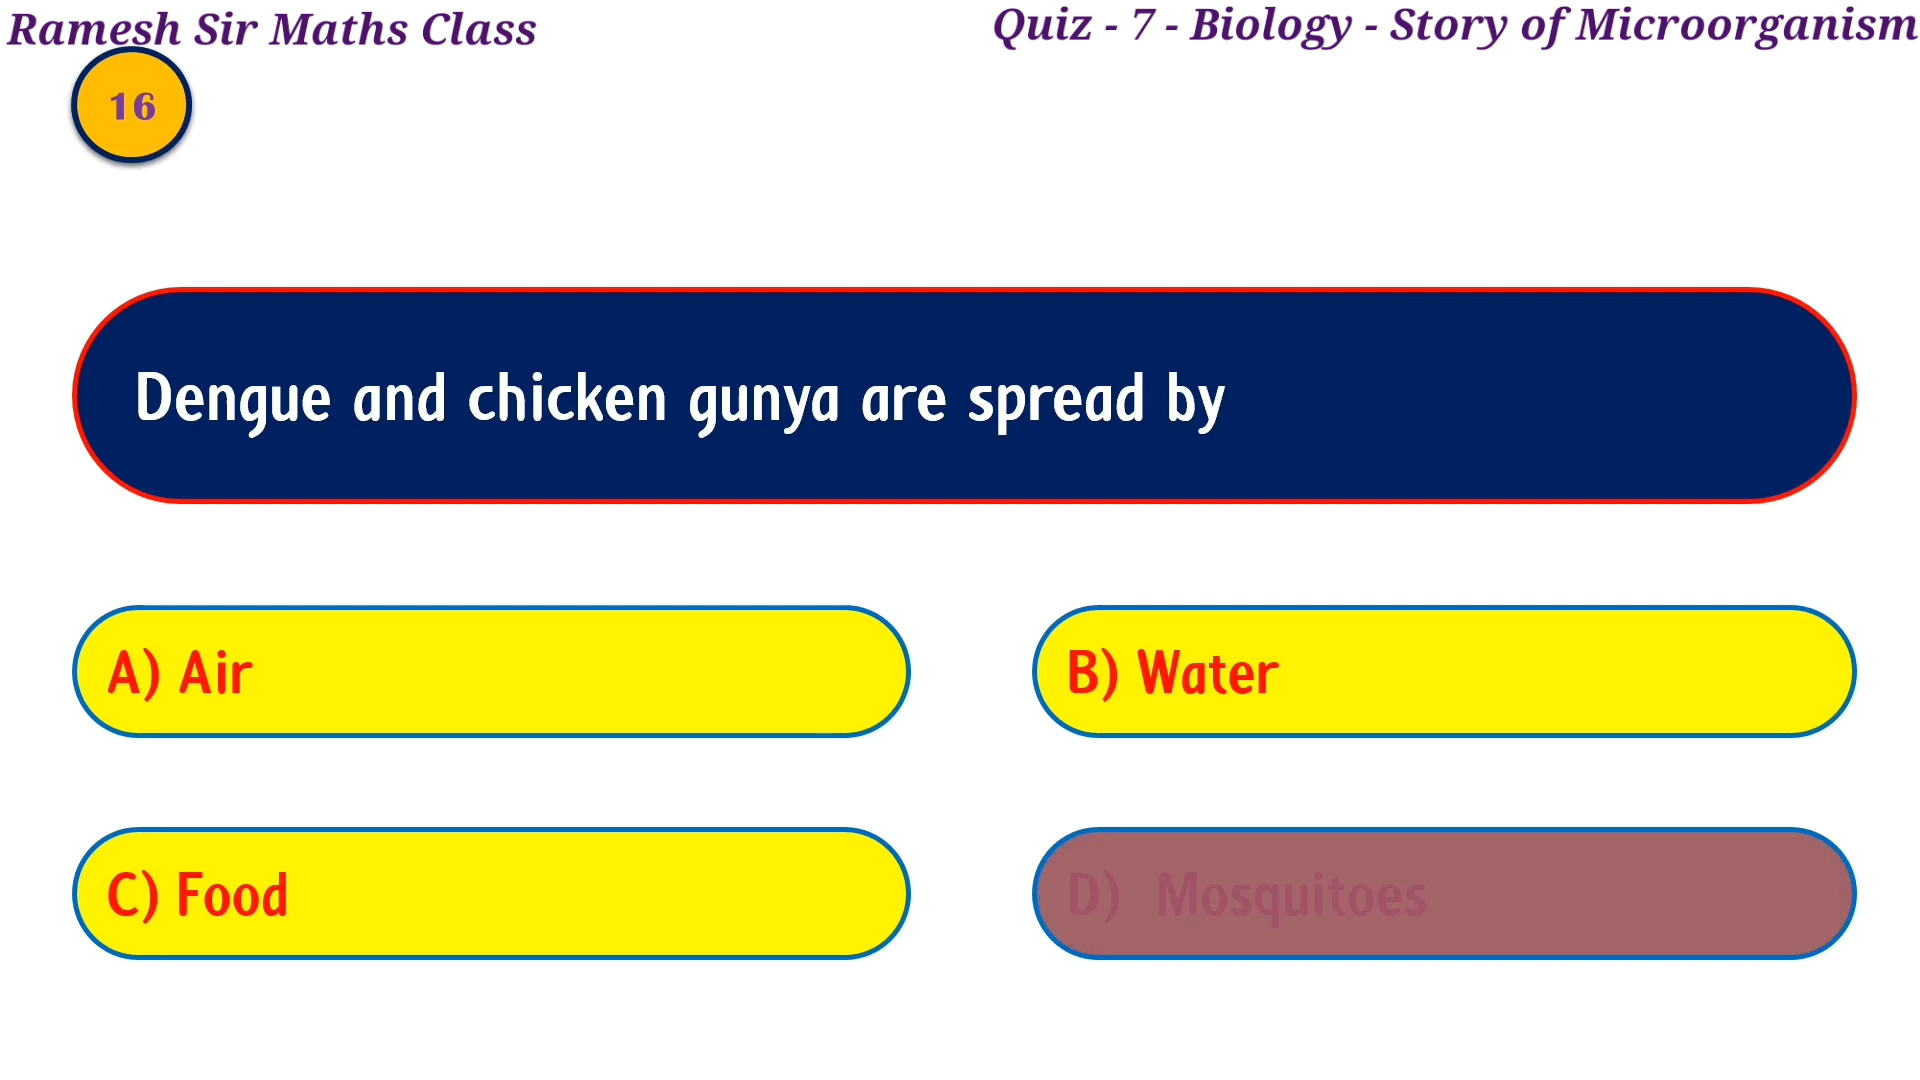 Ramesh Sir Maths Class
Quiz - 7 - Biology - Story of Microorganism
16
Dengue and chicken gunya are spread by
A) Air
B) Water
C) Food
D) Mosquitoes